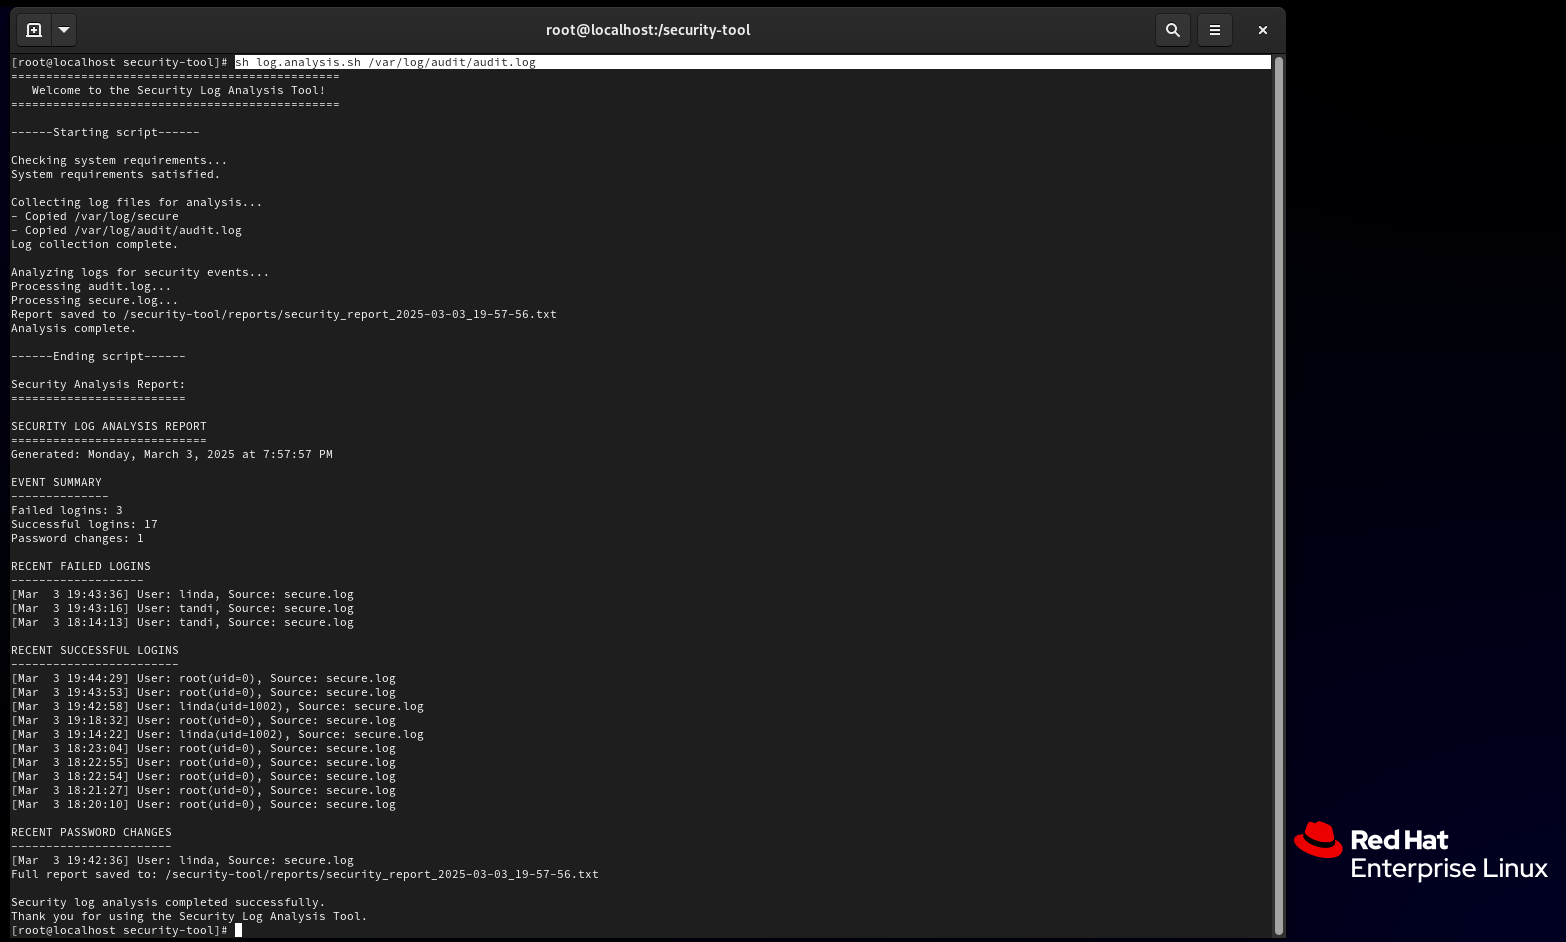 root@localhost:/security-tool
[root@localhost security-tool]# sh log.analysis.sh /var/log/audit/audit.log
===============================================
   Welcome to the Security Log Analysis Tool!
===============================================
------Starting script------
Checking system requirements...
System requirements satisfied.
Collecting log files for analysis...
- Copied /var/log/secure
- Copied /var/log/audit/audit.log
Log collection complete.
Analyzing logs for security events...
Processing audit.log...
Processing secure.log...
Report saved to /security-tool/reports/security_report_2025-03-03_19-57-56.txt
Analysis complete.
------Ending script------
Security Analysis Report:
=========================
SECURITY LOG ANALYSIS REPORT
============================
Generated: Monday, March 3, 2025 at 7:57:57 PM
EVENT SUMMARY
--------------
Failed logins: 3
Successful logins: 17
Password changes: 1
RECENT FAILED LOGINS
-------------------
[Mar  3 19:43:36] User: linda, Source: secure.log
[Mar  3 19:43:16] User: tandi, Source: secure.log
[Mar  3 18:14:13] User: tandi, Source: secure.log
RECENT SUCCESSFUL LOGINS
------------------------
[Mar  3 19:44:29] User: root(uid=0), Source: secure.log
[Mar  3 19:43:53] User: root(uid=0), Source: secure.log
[Mar  3 19:42:58] User: linda(uid=1002), Source: secure.log
[Mar  3 19:18:32] User: root(uid=0), Source: secure.log
[Mar  3 19:14:22] User: linda(uid=1002), Source: secure.log
[Mar  3 18:23:04] User: root(uid=0), Source: secure.log
[Mar  3 18:22:55] User: root(uid=0), Source: secure.log
[Mar  3 18:22:54] User: root(uid=0), Source: secure.log
[Mar  3 18:21:27] User: root(uid=0), Source: secure.log
[Mar  3 18:20:10] User: root(uid=0), Source: secure.log
RECENT PASSWORD CHANGES
-----------------------
[Mar  3 19:42:36] User: linda, Source: secure.log
Full report saved to: /security-tool/reports/security_report_2025-03-03_19-57-56.txt
Security log analysis completed successfully.
Thank you for using the Security Log Analysis Tool.
[root@localhost security-tool]#
Red Hat
Enterprise Linux